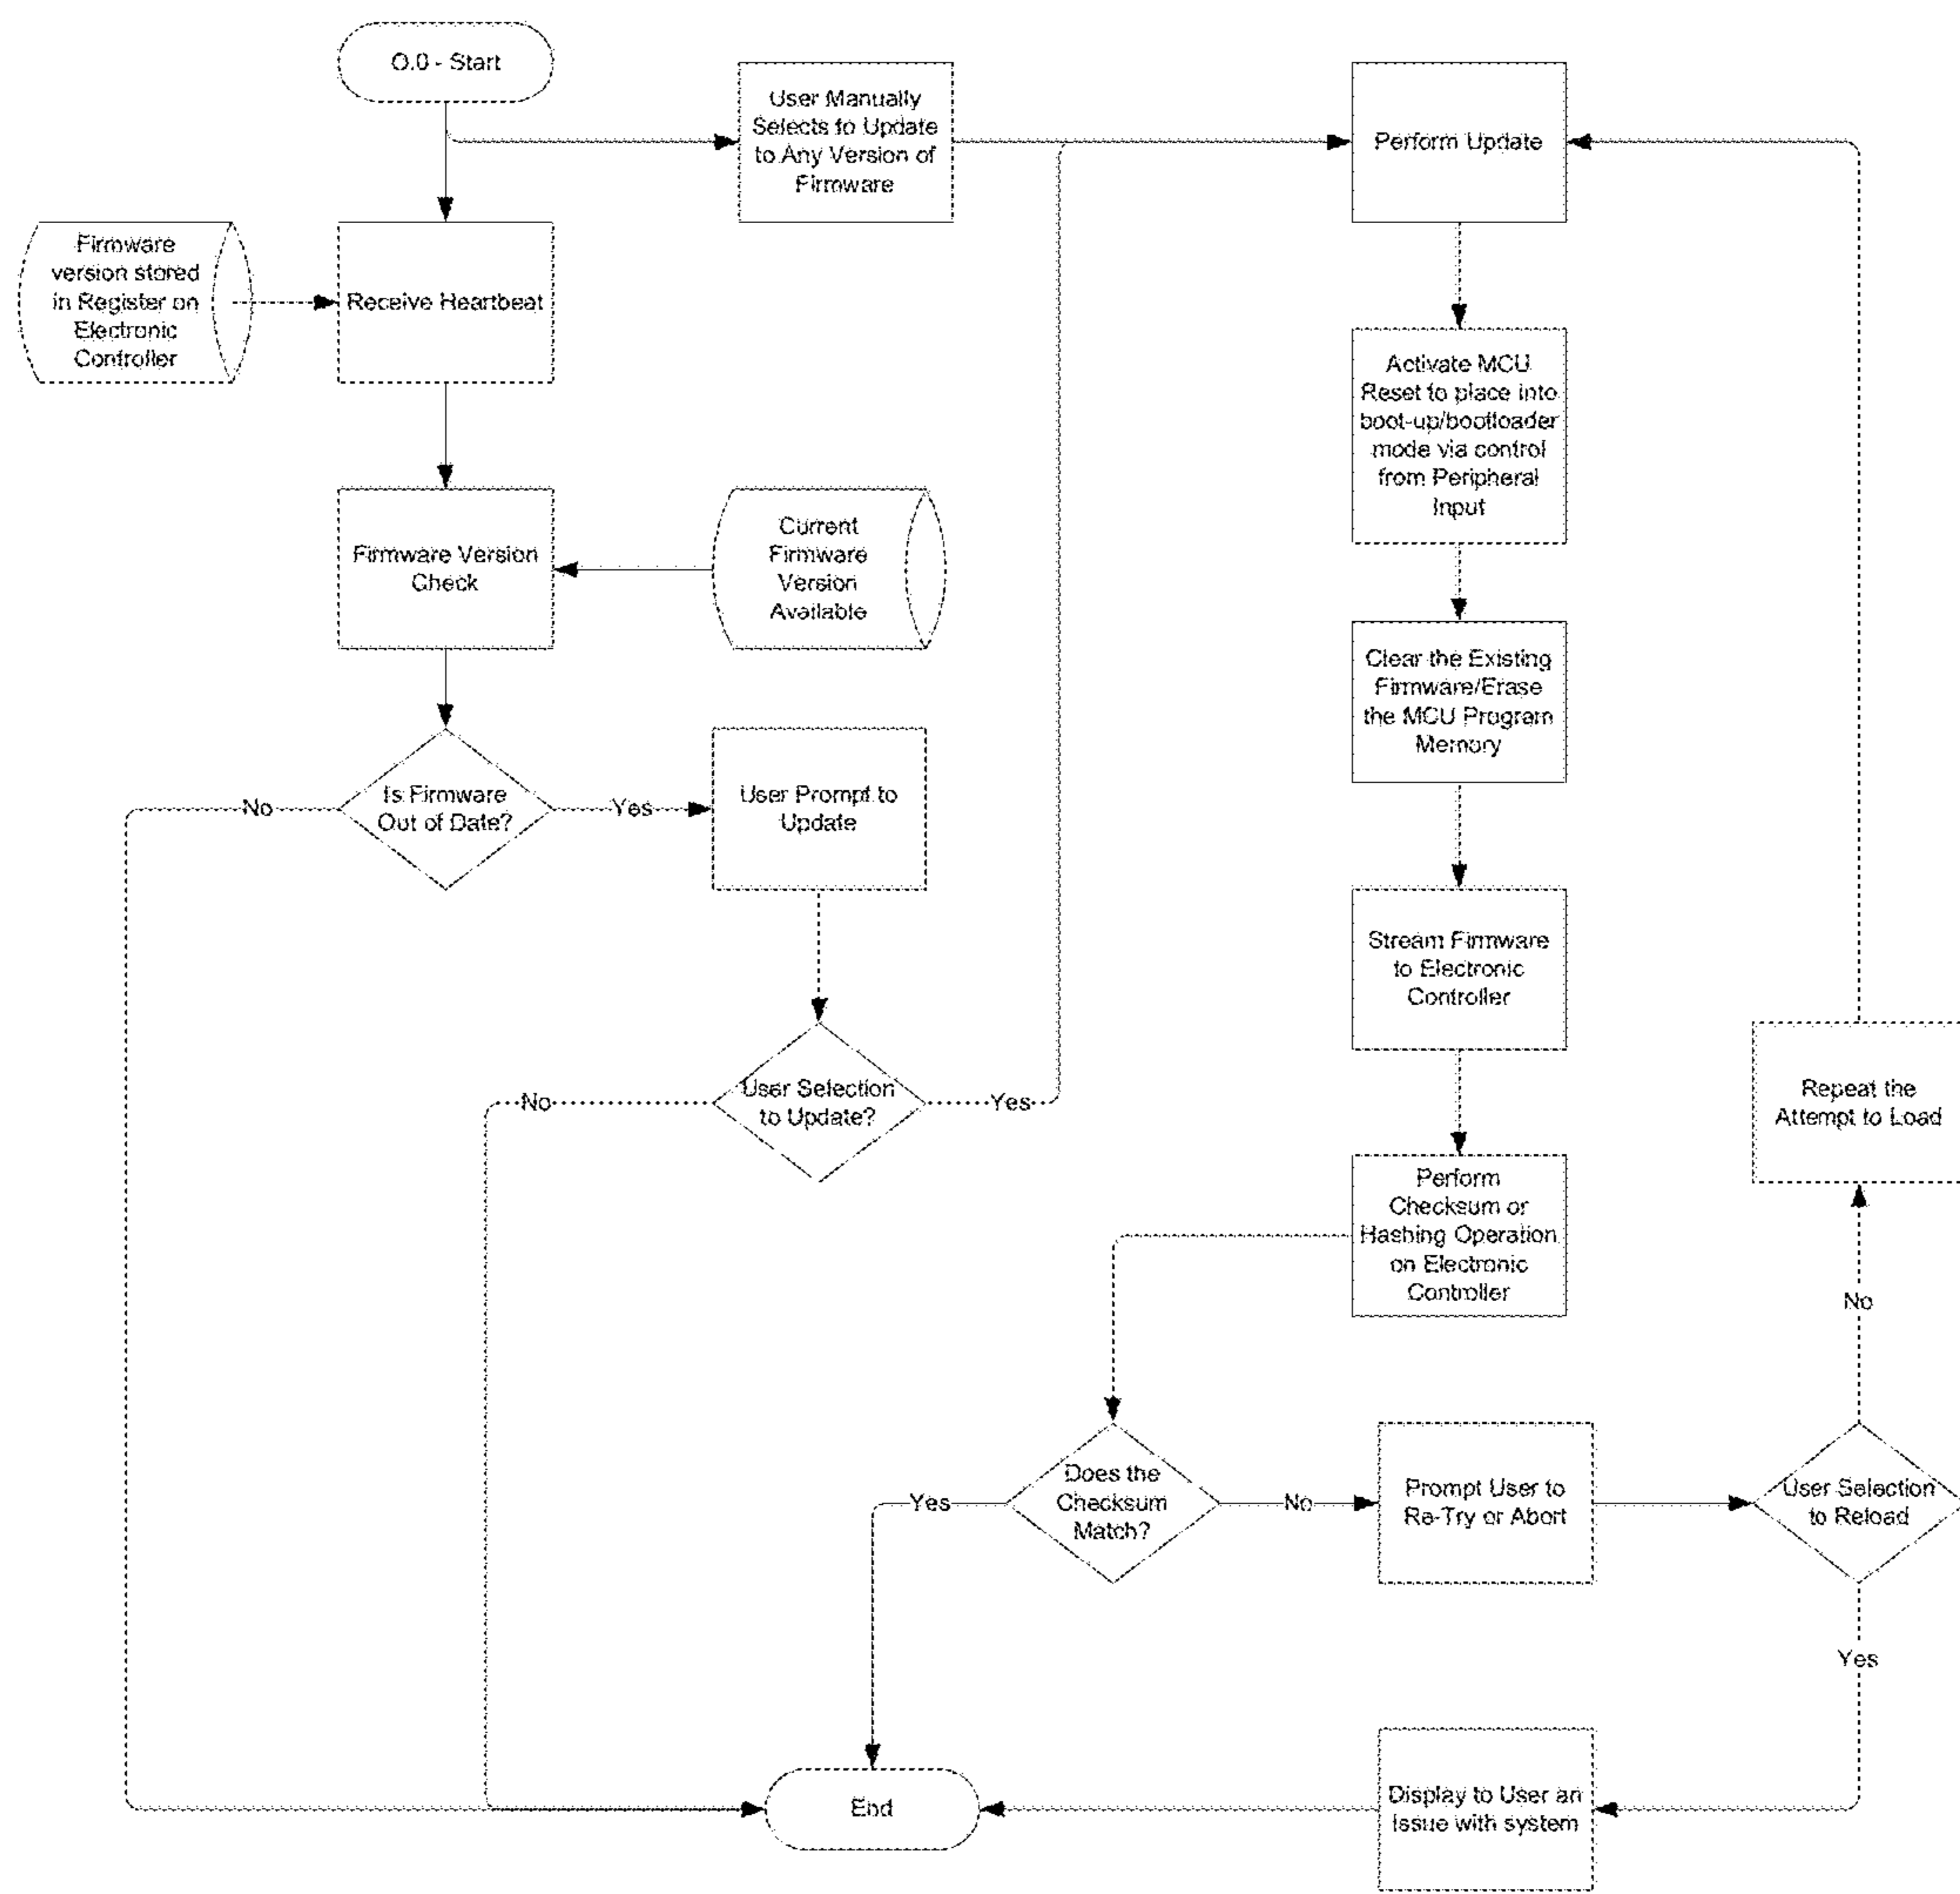 O.0 - Start
User Manually
Selects to Update
to Any Version of
Firmware
Perform Update
Firmware
version stored
in Register on
Electronic
Controller
Receive Heartbeat
Activate MCU
Reset to place into
boot-up/bootloader
mode via control
from Peripheral
Input
Firmware Version
Check
Current
Firmware
Version
Available
Clear the Existing
Firmware/Erase
the MCU Program
Memory
No
Is Firmware
Out of Date?
Yes
User Prompt to
Update
Stream Firmware
to Electronic
Controller
No
User Selection
to Update?
Yes
Repeat the
Attempt to Load
Perform
Checksum or
Hashing Operation
on Electronic
Controller
No
Yes
Does the
Checksum
Match?
No
Prompt User to
Re-Try or Abort
User Selection
to Reload
Yes
End
Display to User an
Issue with system